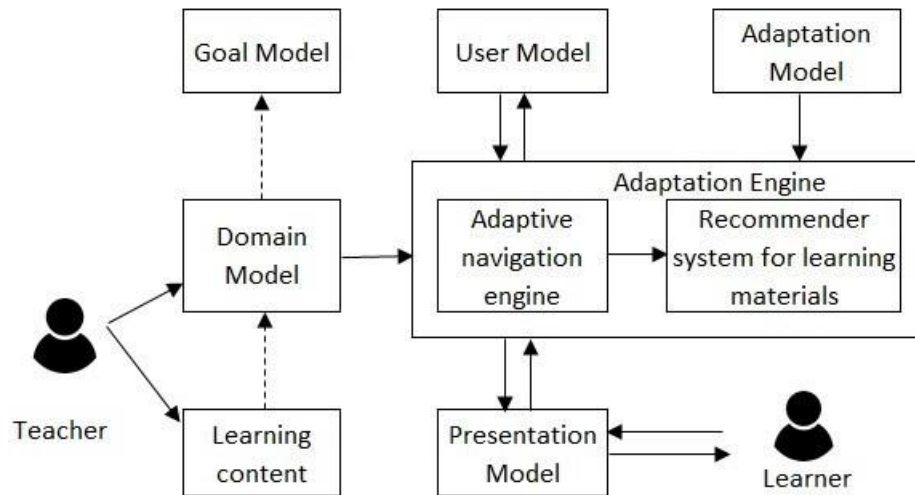 Goal Model
User Model
Adaptation
Model
Adaptation Engine
Domain
Model
Adaptive
navigation
engine
Recommender
system for learning
materials
Teacher
Learning
content
Presentation
Model
Learner